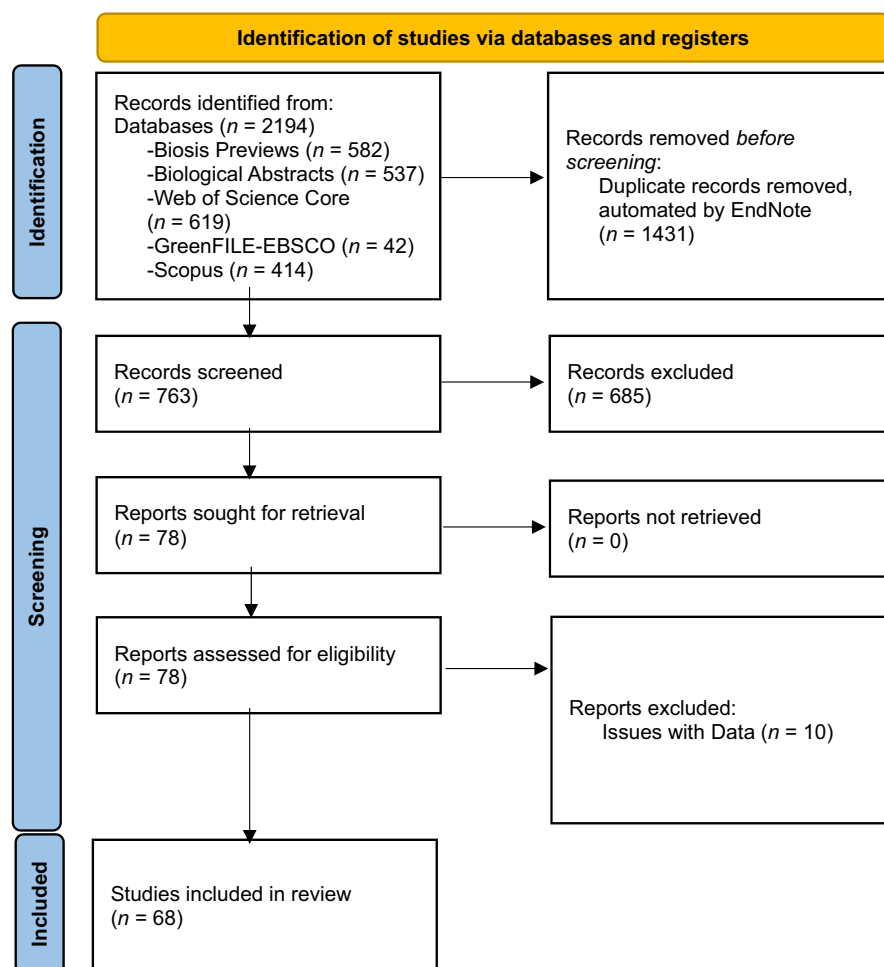 Identification of studies via databases and registers
Identification
Records identified from:
Databases (n = 2194)
-Biosis Previews (n = 582)
-Biological Abstracts (n = 537)
-Web of Science Core
(n = 619)
-GreenFILE-EBSCO (n = 42)
-Scopus (n = 414)
Records removed before
screening:
Duplicate records removed,
automated by EndNote
(n = 1431)
Screening
Records screened
(n = 763)
Records excluded
(n = 685)
Reports sought for retrieval
(n = 78)
Reports not retrieved
(n = 0)
Reports assessed for eligibility
(n = 78)
Reports excluded:
Issues with Data (n = 10)
Included
Studies included in review
(n = 68)